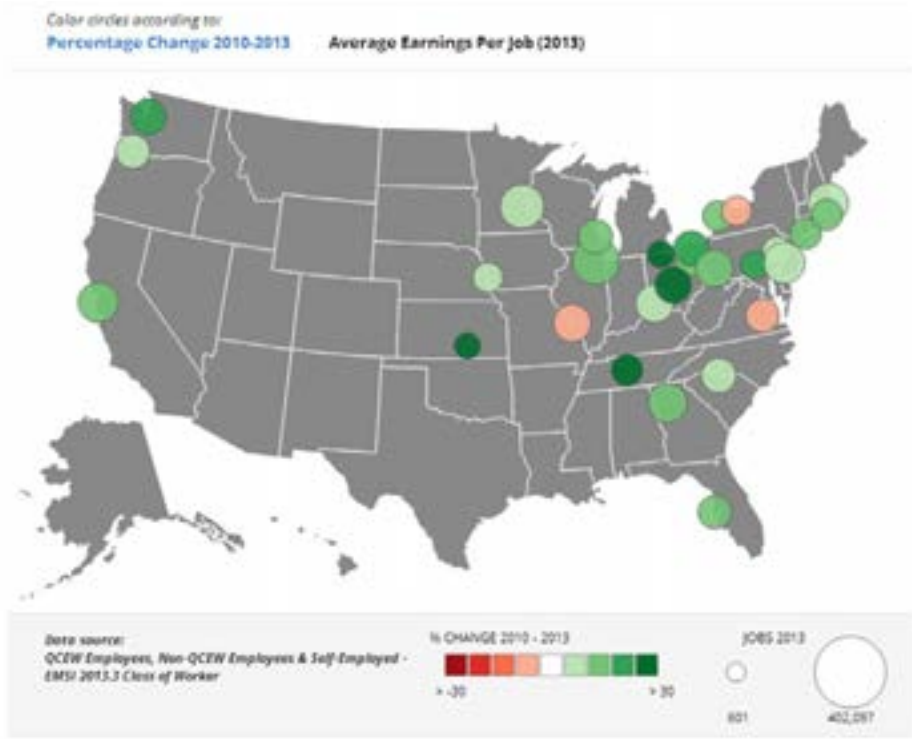 Color circles according to:
Percentage Change 2010-2013 Average Earnings Per Job (2013)
Data source:
QCEW Employees, Non-QCEW Employees & Self-Employed -
EMSI 2013.3 Class of Worker
% CHANGE 2010 - 2013
> -30 > 30
JOBS 2013
601 402,097